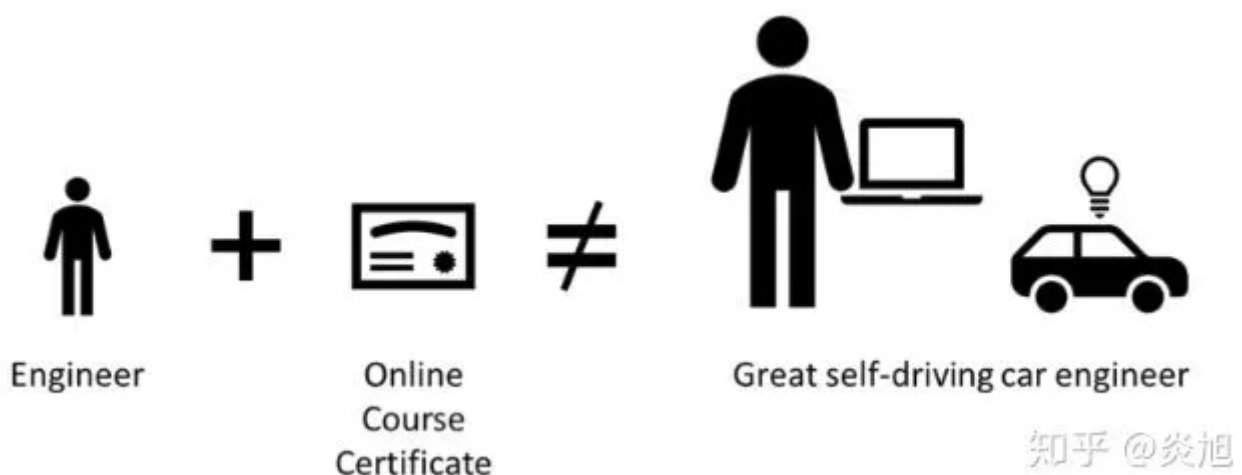 Engineer
Online
Course
Certificate
Great self-driving car engineer
知乎 @炎旭